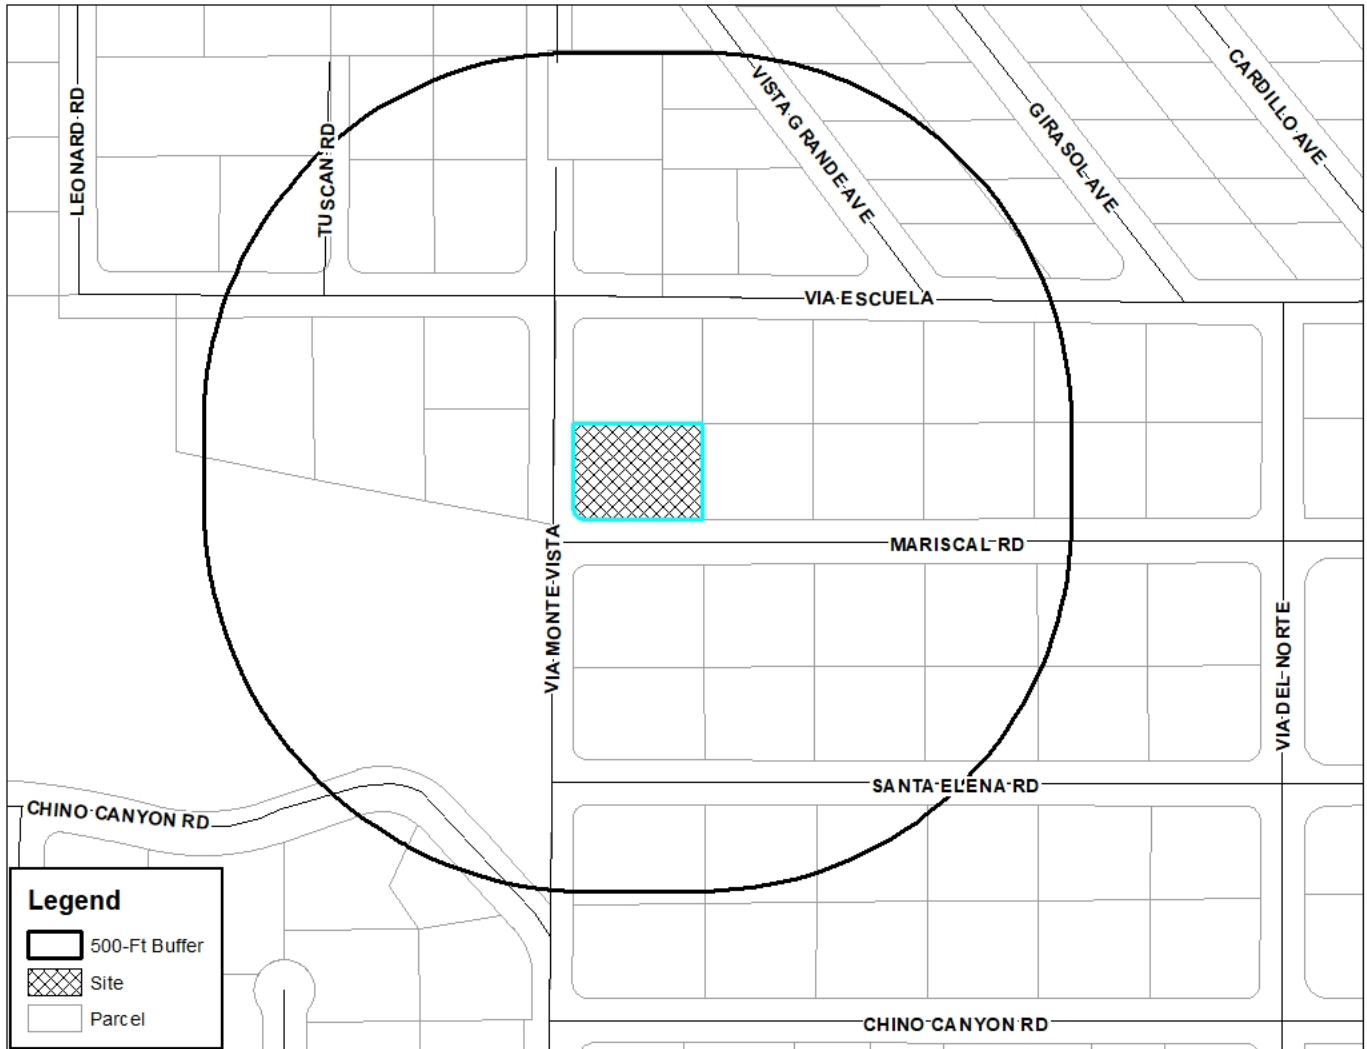 LEONARD RD
TUSCAN RD
VISTA GRANDE AVE
GIRASOL AVE
CARDILLO AVE
VIA ESCUELA
MARISCAL RD
VIA MONTE VISTA
VIA DEL NORTE
SANTA ELENA RD
CHINO CANYON RD
Legend
500-Ft Buffer
Site
Parcel
CHINO CANYON RD